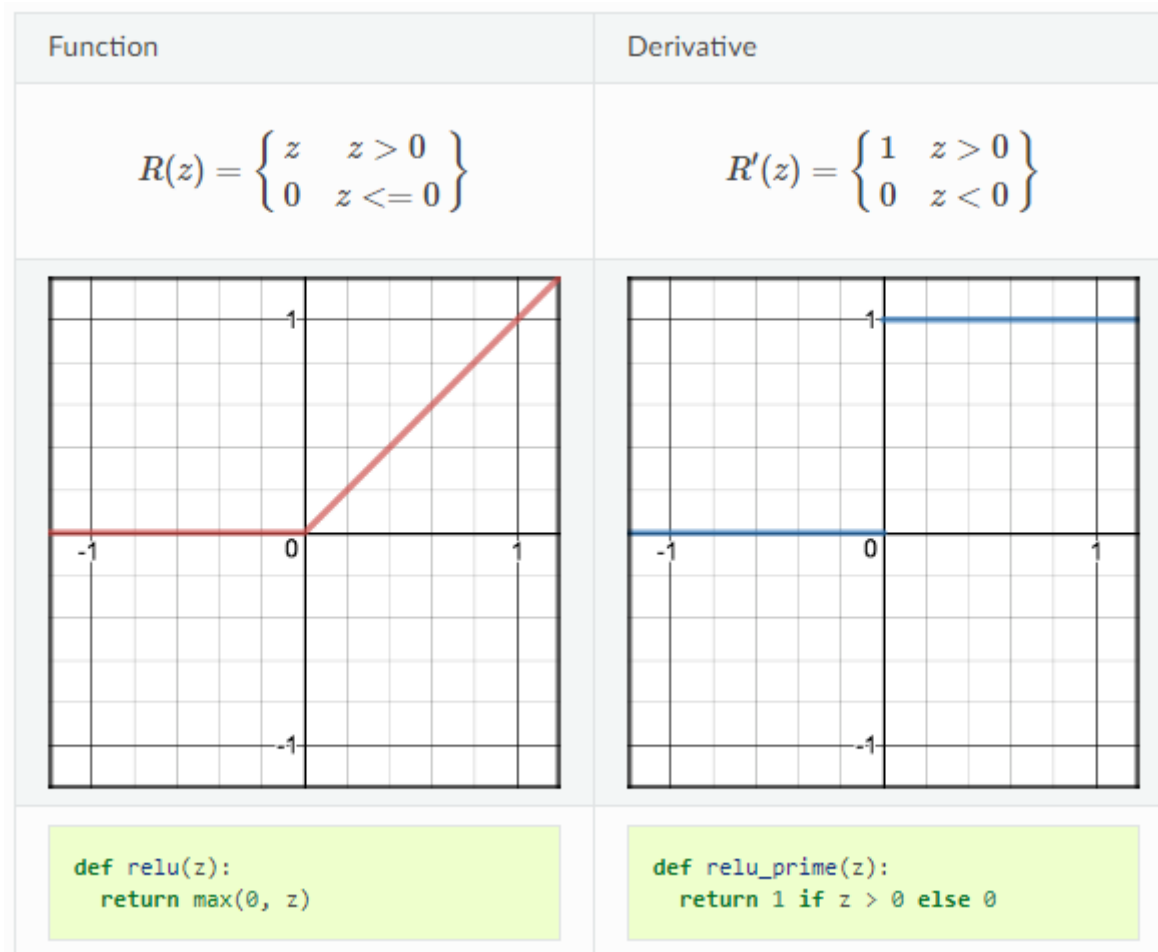 Function
Derivative
R(z) = { z z > 0
0 z <= 0 }
R′(z) = { 1 z > 0
0 z < 0 }
1
-1
0
1
-1
1
-1
0
1
-1
def relu(z):
return max(0, z)
def relu_prime(z):
return 1 if z > 0 else 0